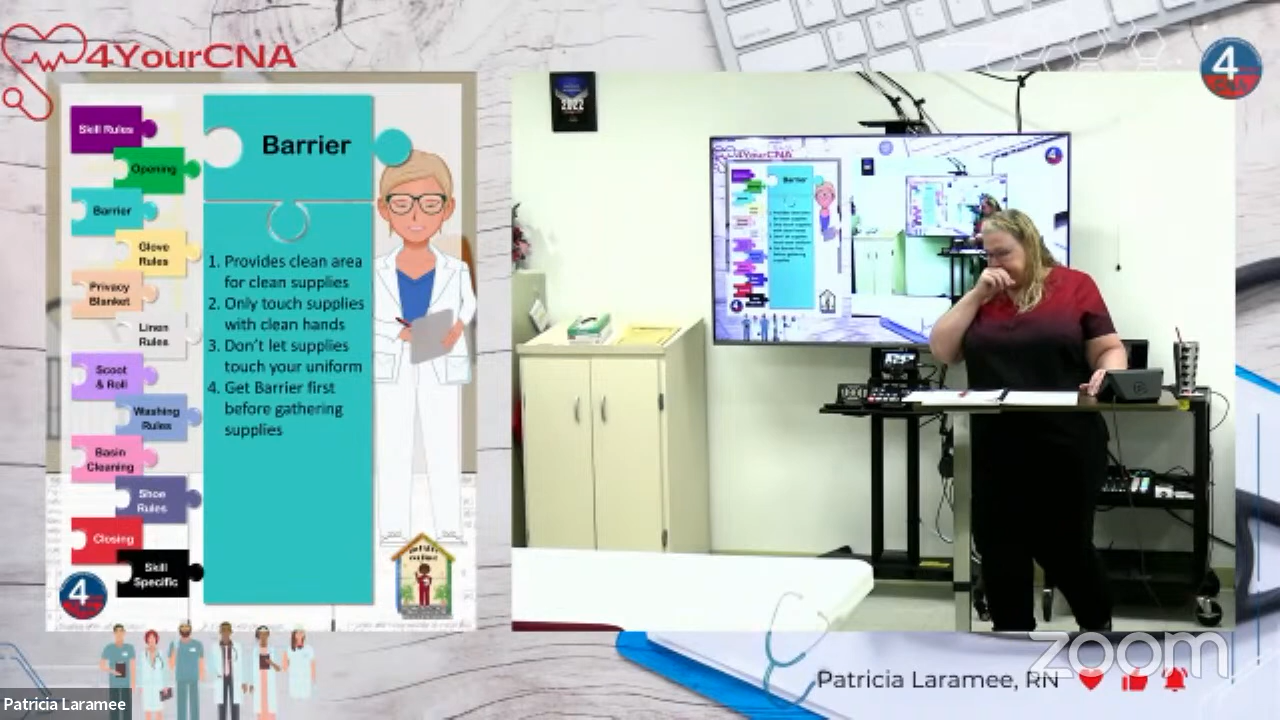 4YourCNA
4
Skill Rules
Opening
Barrier
Glove
Rules
Privacy
Blanket
Linen
Rules
Scoot
& Roll
Washing
Rules
Basin
Cleaning
Shoe
Rules
Closing
Skill
Specific
4
Barrier
1. Provides clean area
for clean supplies
2. Only touch supplies
with clean hands
3. Don't let supplies
touch your uniform
4. Get Barrier first
before gathering
supplies
2022
4YourCNA
Barrier
zoom
Patricia Laramee, RN
Patricia Laramee